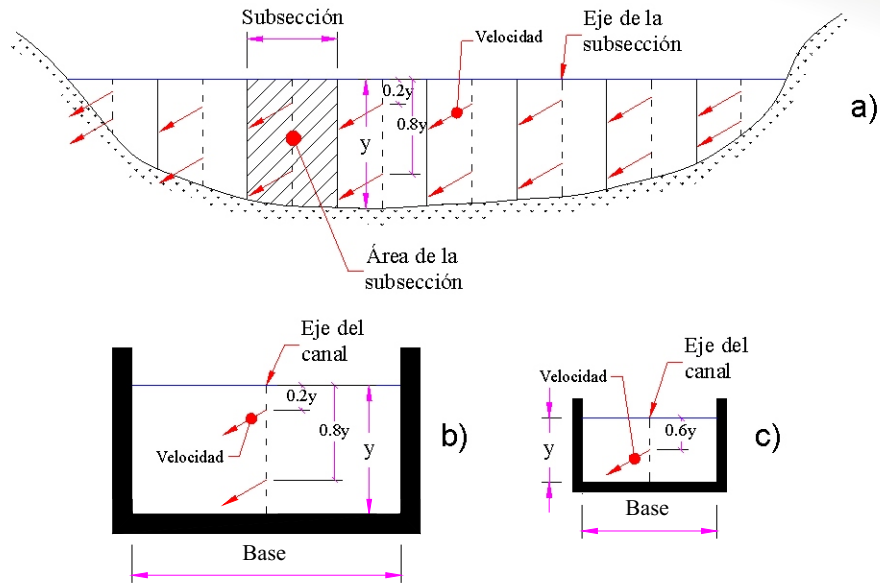 Subsección
Velocidad
Eje de la
subsección
0.2y
0.8y
y
a)
Área de la
subsección
Eje del
canal
0.2y
0.8y
y
Velocidad
b)
Base
Eje del
canal
Velocidad
0.6y
y
c)
Base